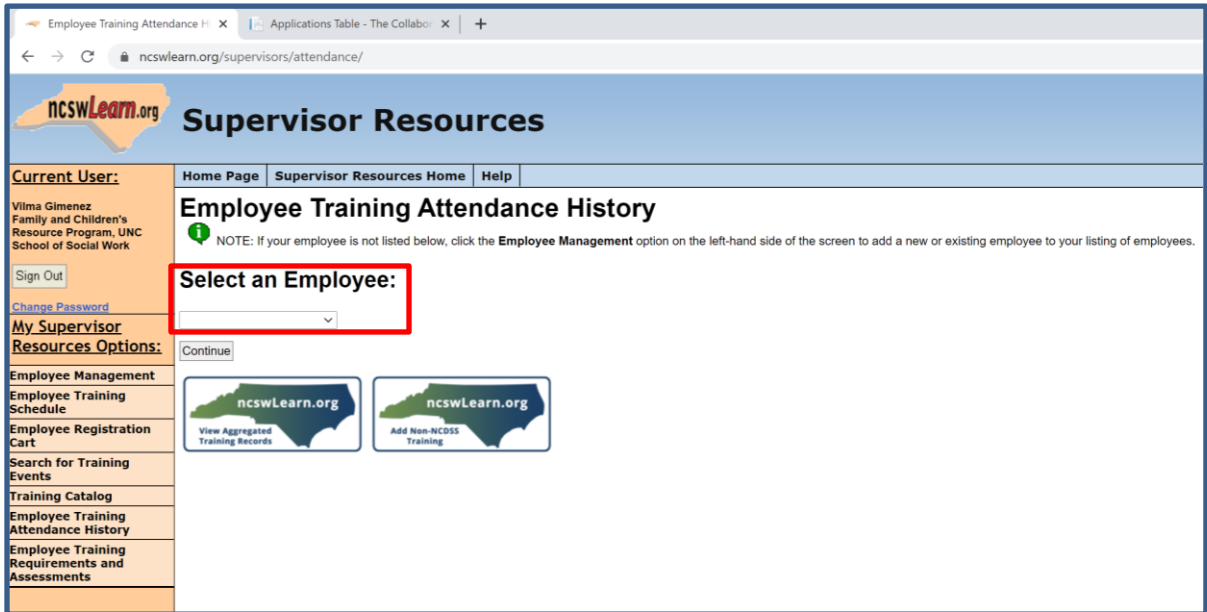 Employee Training Attendance H
Applications Table - The Collabor
ncswlearn.org/supervisors/attendance/
ncswLearn.org
Supervisor Resources
Current User:
Vilma Gimenez
Family and Children's
Resource Program, UNC
School of Social Work
Sign Out
Change Password
My Supervisor
Resources Options:
Employee Management
Employee Training
Schedule
Employee Registration
Cart
Search for Training
Events
Training Catalog
Employee Training
Attendance History
Employee Training
Requirements and
Assessments
Home Page Supervisor Resources Home Help
Employee Training Attendance History
NOTE: If your employee is not listed below, click the Employee Management option on the left-hand side of the screen to add a new or existing employee to your listing of employees.
Select an Employee:
Continue
ncswLearn.org
View Aggregated
Training Records
ncswLearn.org
Add Non-NCDSS
Training